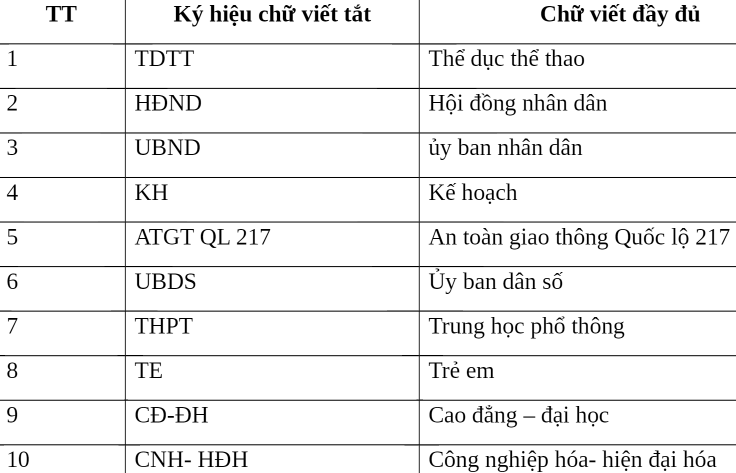 TT Ký hiệu chữ viết tắt Chữ viết đầy đủ
1 TDTT Thể dục thể thao
2 HĐND Hội đồng nhân dân
3 UBND ủy ban nhân dân
4 KH Kế hoạch
5 ATGT QL 217 An toàn giao thông Quốc lộ 217
6 UBDS Ủy ban dân số
7 THPT Trung học phổ thông
8 TE Trẻ em
9 CĐ-ĐH Cao đẳng – đại học
10 CNH- HĐH Công nghiệp hóa- hiện đại hóa